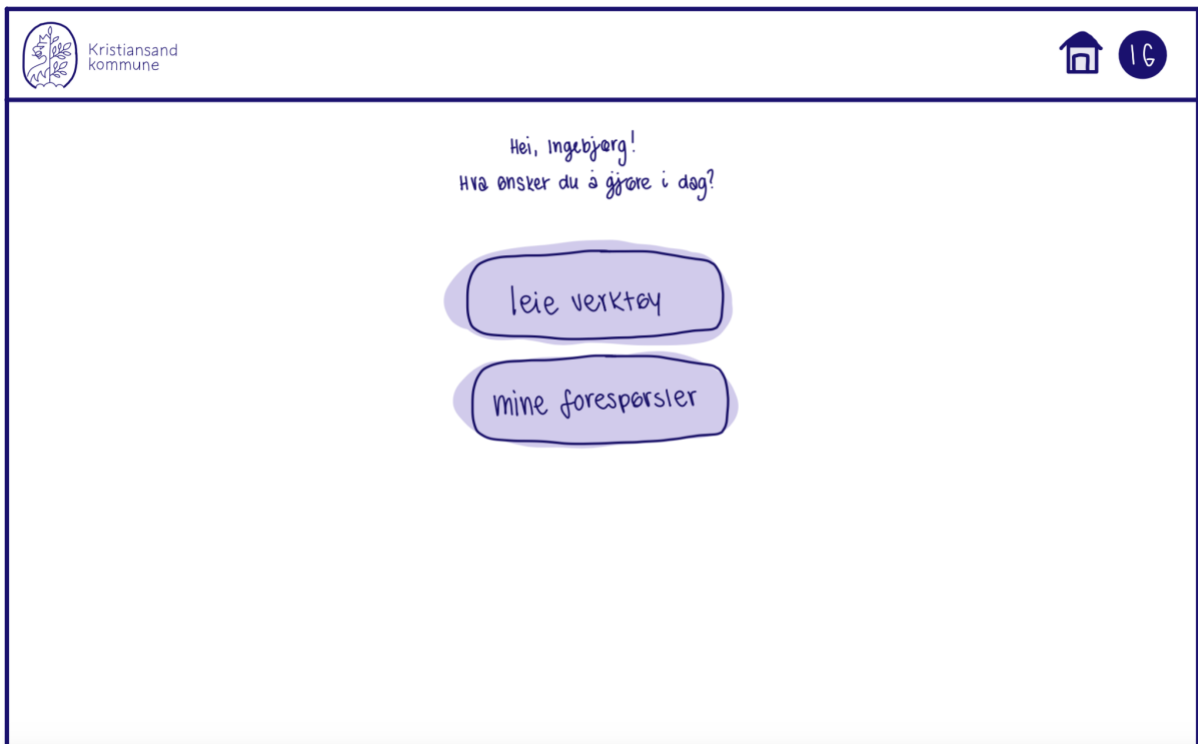 Kristiansand
kommune
IG
Hei, Ingebjørg!
Hva ønsker du å gjøre i dag?
leie verktøy
mine forespørsler